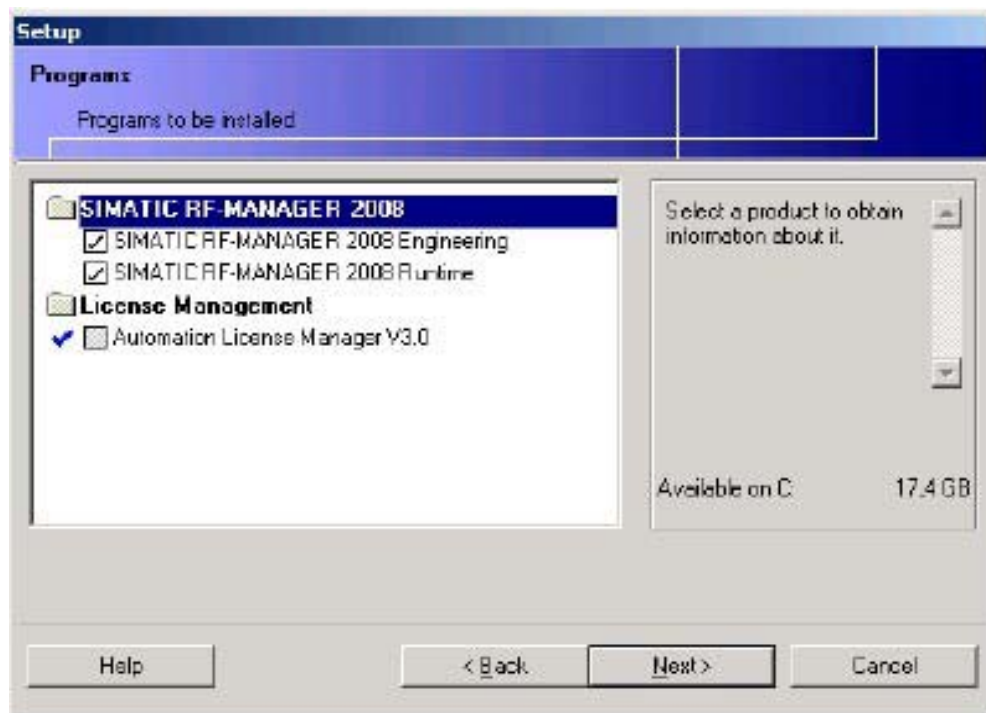 Setup
Programs
Programs to be installed
SIMATIC RF-MANAGER 2008
SIMATIC RF-MANAGER 2008 Engineering
SIMATIC RF-MANAGER 2008 Runtime
License Management
Automation License Manager V3.0
Select a product to obtain
information about it.
Available on C 17.4 GB
Help
< Back
Next >
Cancel